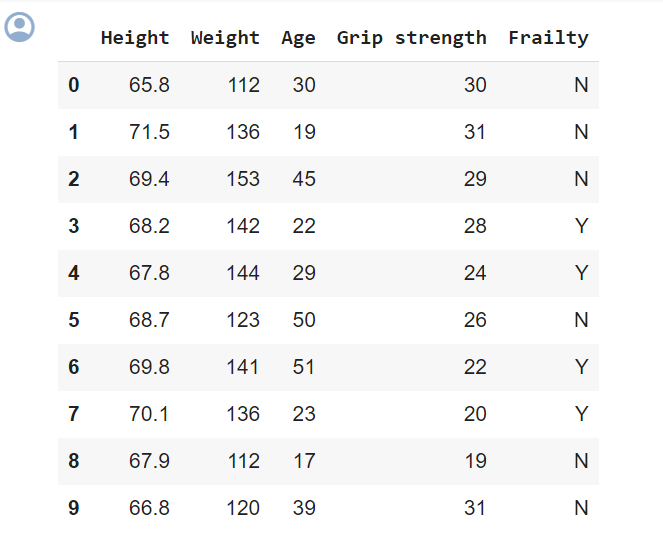 Height Weight Age Grip strength Frailty
0 65.8 112 30 30 N
1 71.5 136 19 31 N
2 69.4 153 45 29 N
3 68.2 142 22 28 Y
4 67.8 144 29 24 Y
5 68.7 123 50 26 N
6 69.8 141 51 22 Y
7 70.1 136 23 20 Y
8 67.9 112 17 19 N
9 66.8 120 39 31 N